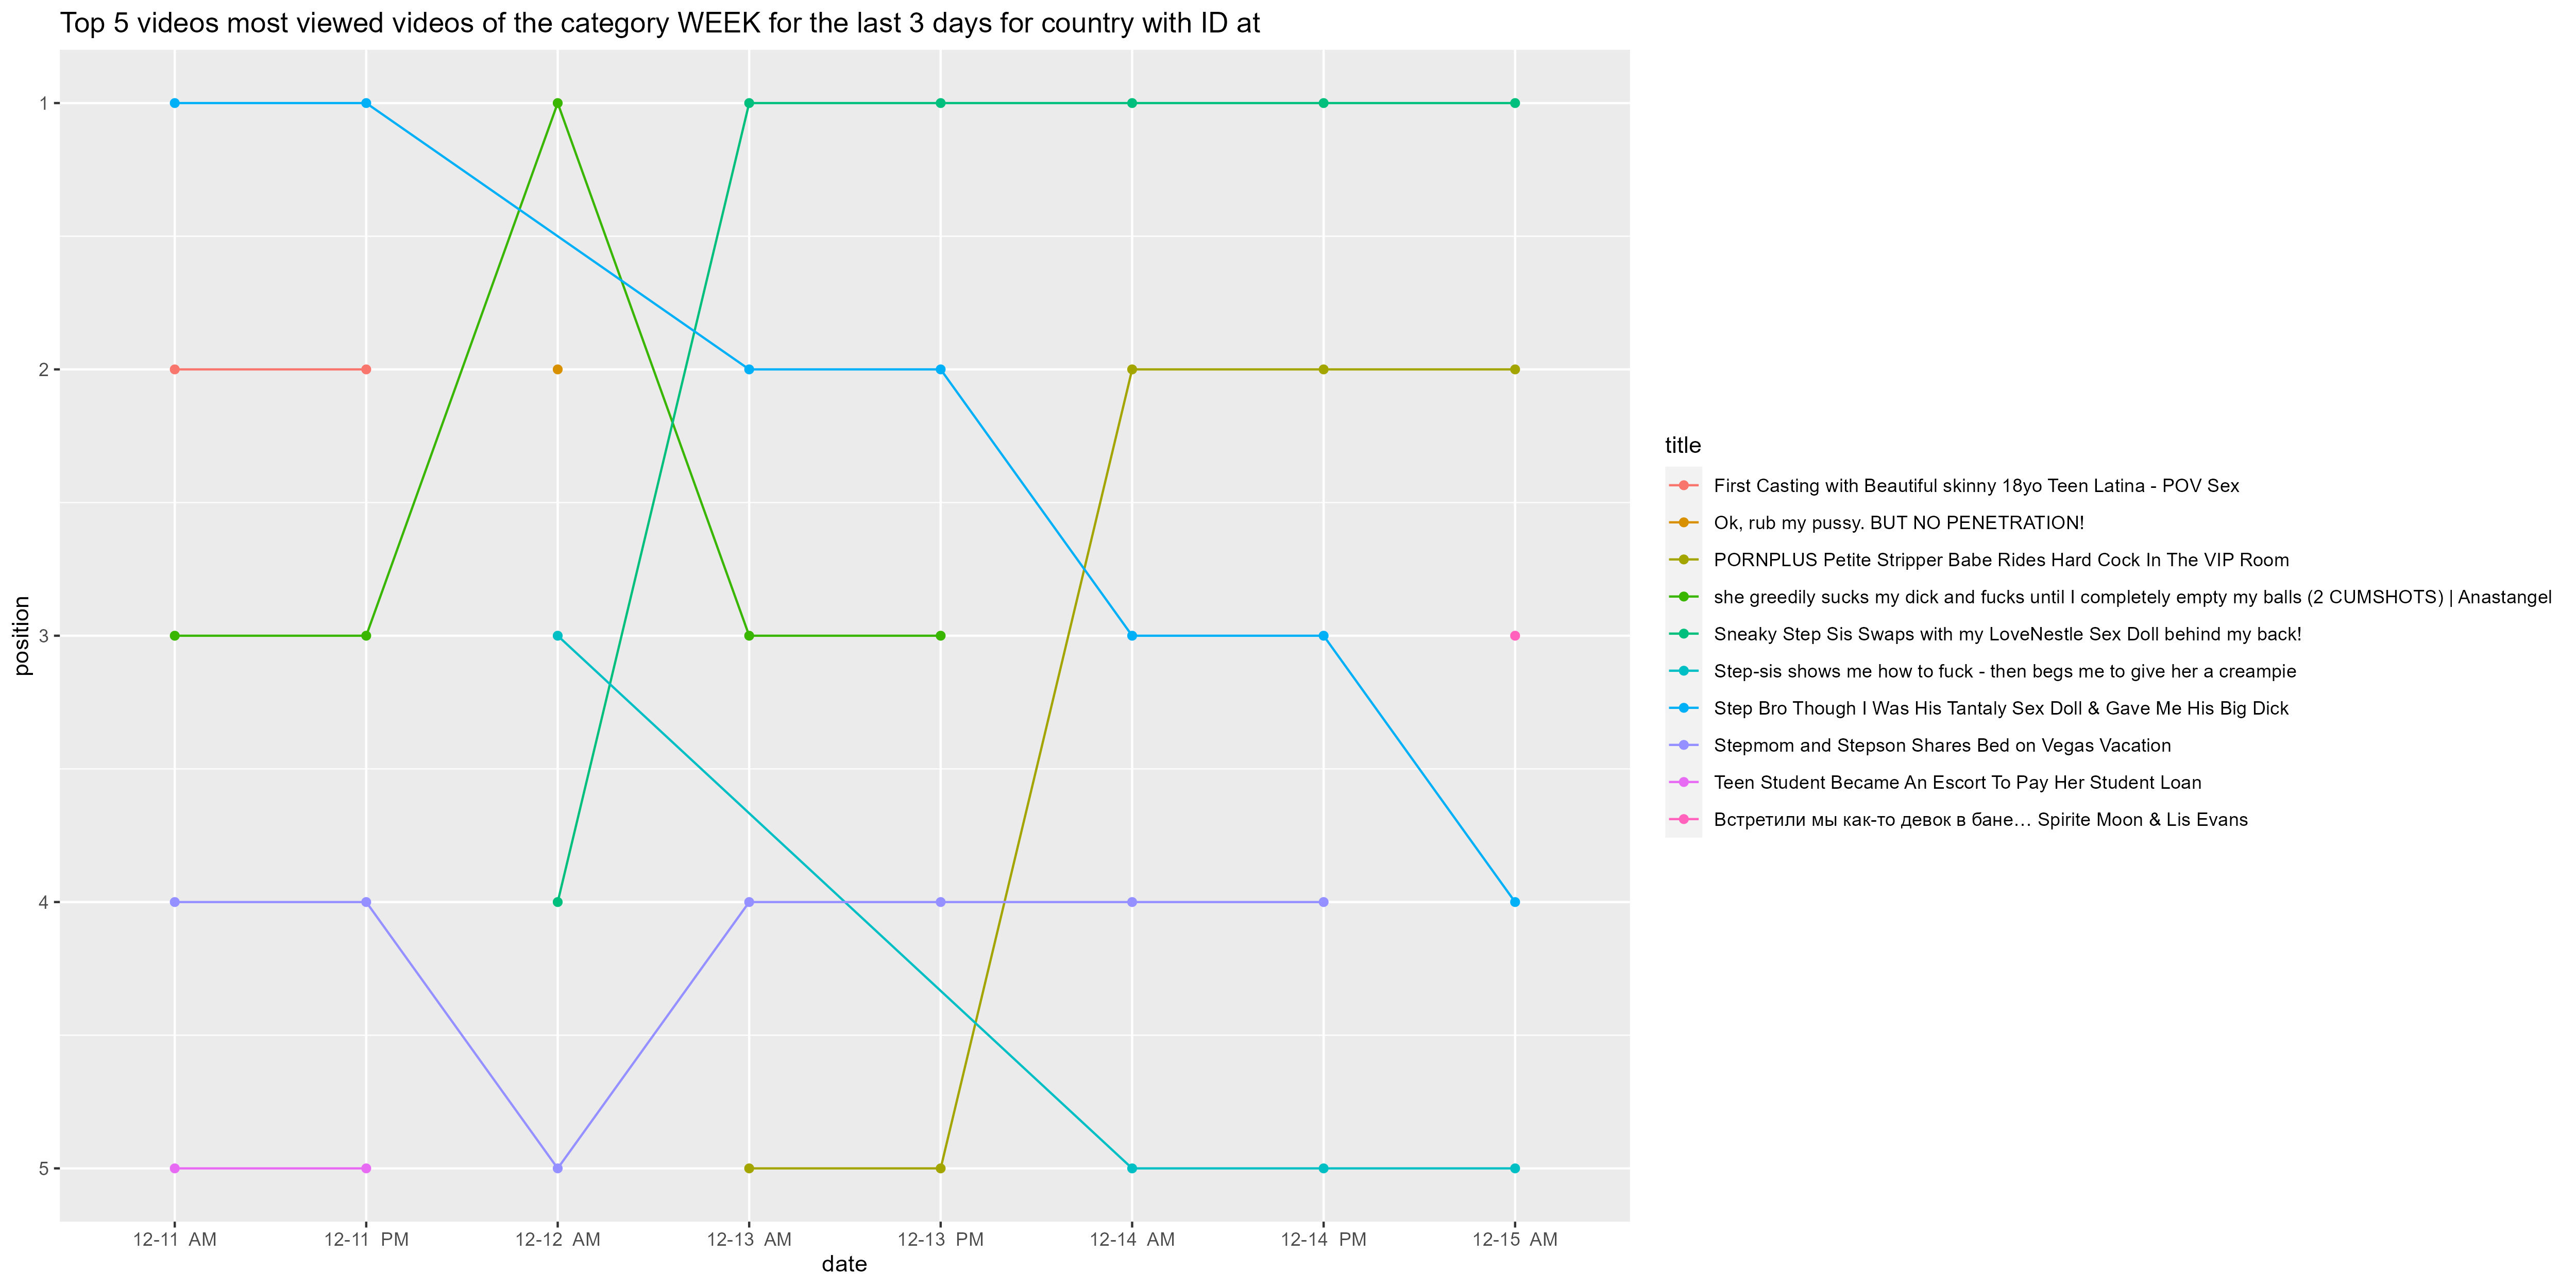 Top 5 videos most viewed videos of the category WEEK for the last 3 days for country with ID at
position
1
2
3
4
5
12-11 AM
12-11 PM
12-12 AM
12-13 AM
12-13 PM
12-14 AM
12-14 PM
12-15 AM
date
title
First Casting with Beautiful skinny 18yo Teen Latina - POV Sex
Ok, rub my pussy. BUT NO PENETRATION!
PORNPLUS Petite Stripper Babe Rides Hard Cock In The VIP Room
she greedily sucks my dick and fucks until I completely empty my balls (2 CUMSHOTS) | Anastangel
Sneaky Step Sis Swaps with my LoveNestle Sex Doll behind my back!
Step-sis shows me how to fuck - then begs me to give her a creampie
Step Bro Though I Was His Tantaly Sex Doll & Gave Me His Big Dick
Stepmom and Stepson Shares Bed on Vegas Vacation
Teen Student Became An Escort To Pay Her Student Loan
Встретили мы как-то девок в бане… Spirite Moon & Lis Evans